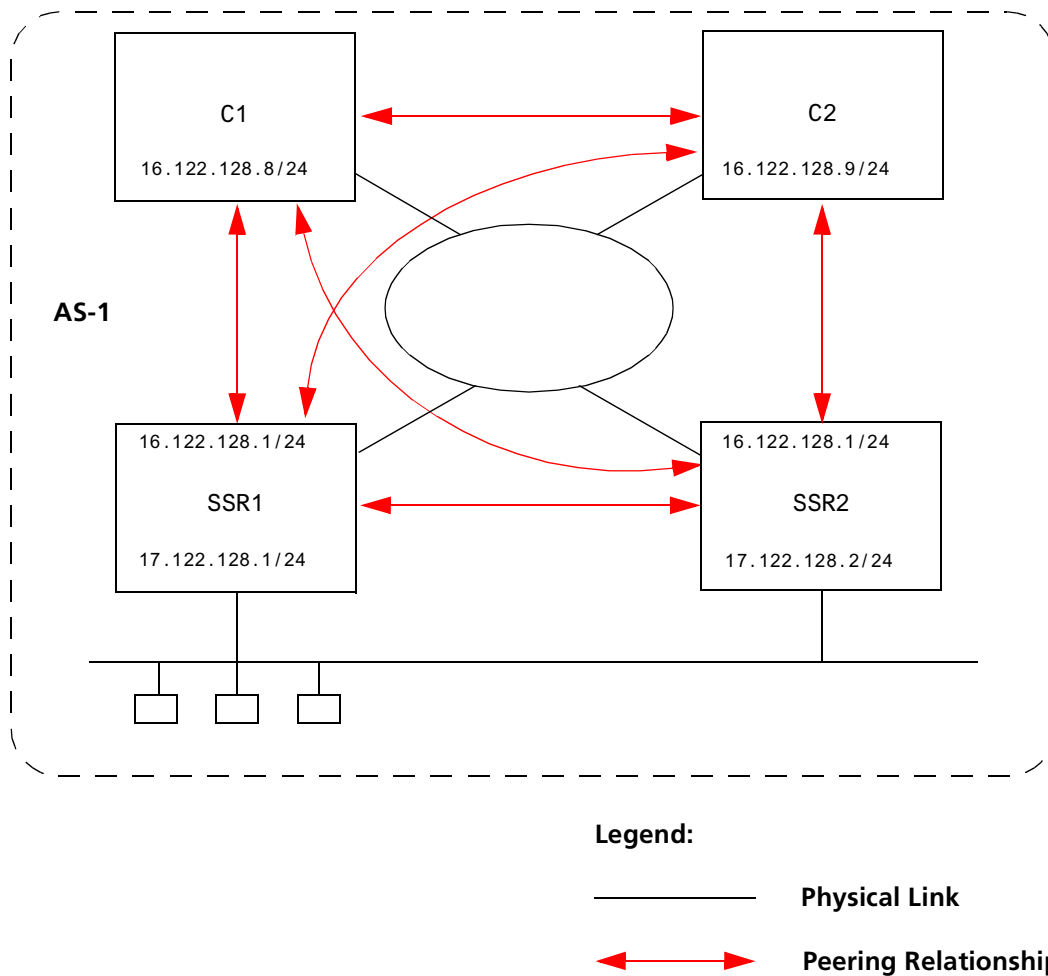 C1
16.122.128.8/24
C2
16.122.128.9/24
AS-1
16.122.128.1/24
SSR1
17.122.128.1/24
16.122.128.1/24
SSR2
17.122.128.2/24
Legend:
Physical Link
Peering Relationship